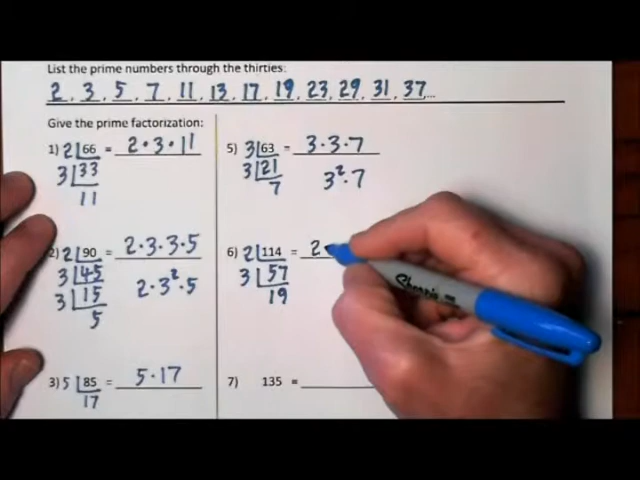 List the prime numbers through the thirties:
2, 3, 5, 7, 11, 13, 17, 19, 23, 29, 31, 37,...
Give the prime factorization:
1) 2 66 = 2·3·11
3 33
11
2) 2 90 = 2·3·3·5
3 45
3 15 2·3²·5
5
3) 5 85 = 5·17
17
5) 3 63 = 3·3·7
3 21
7 3²·7
6) 2 114 = 2·
3 57
19
7) 135 =
Sharpie